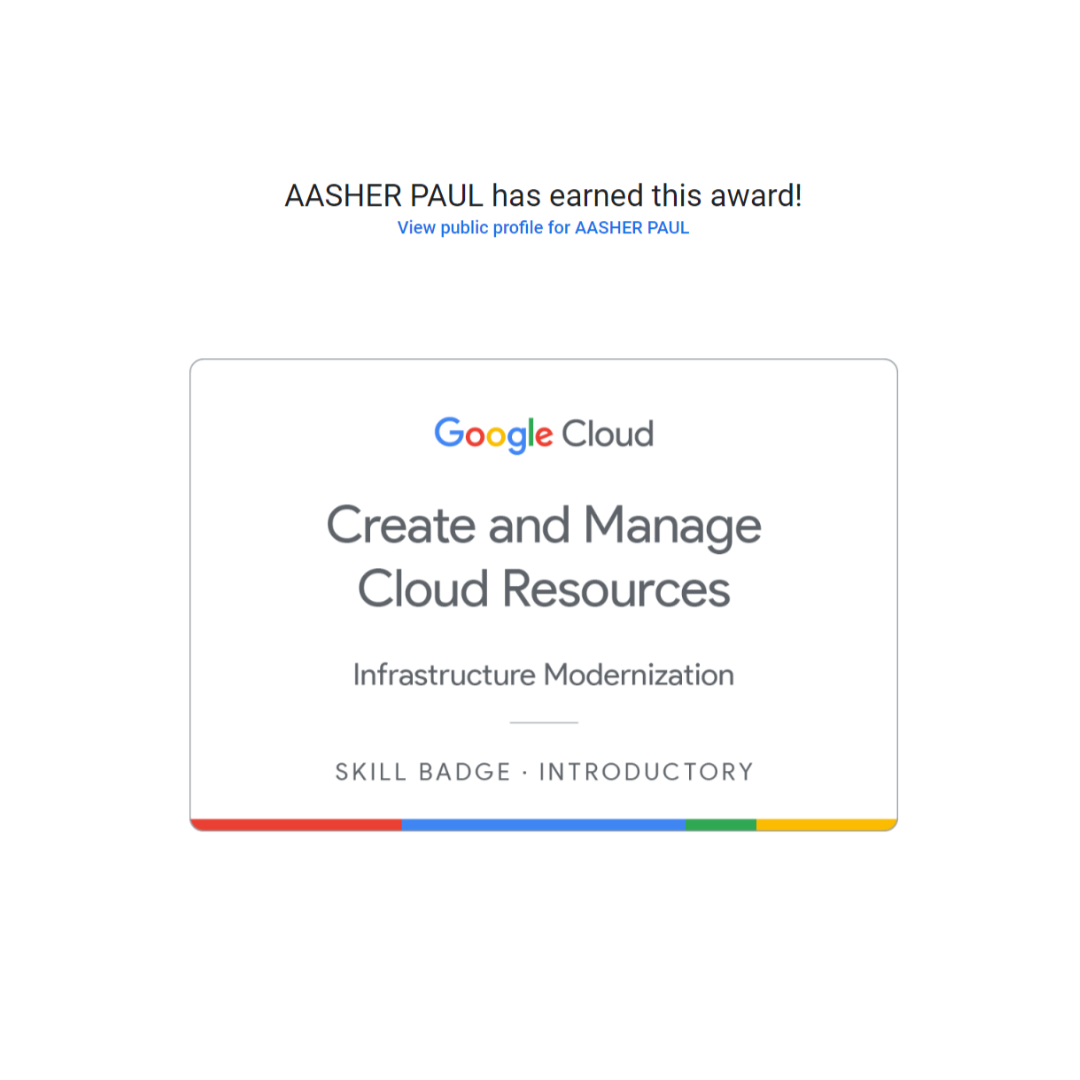 AASHER PAUL has earned this award!
View public profile for AASHER PAUL
Google Cloud
Create and Manage
Cloud Resources
Infrastructure Modernization
SKILL BADGE · INTRODUCTORY